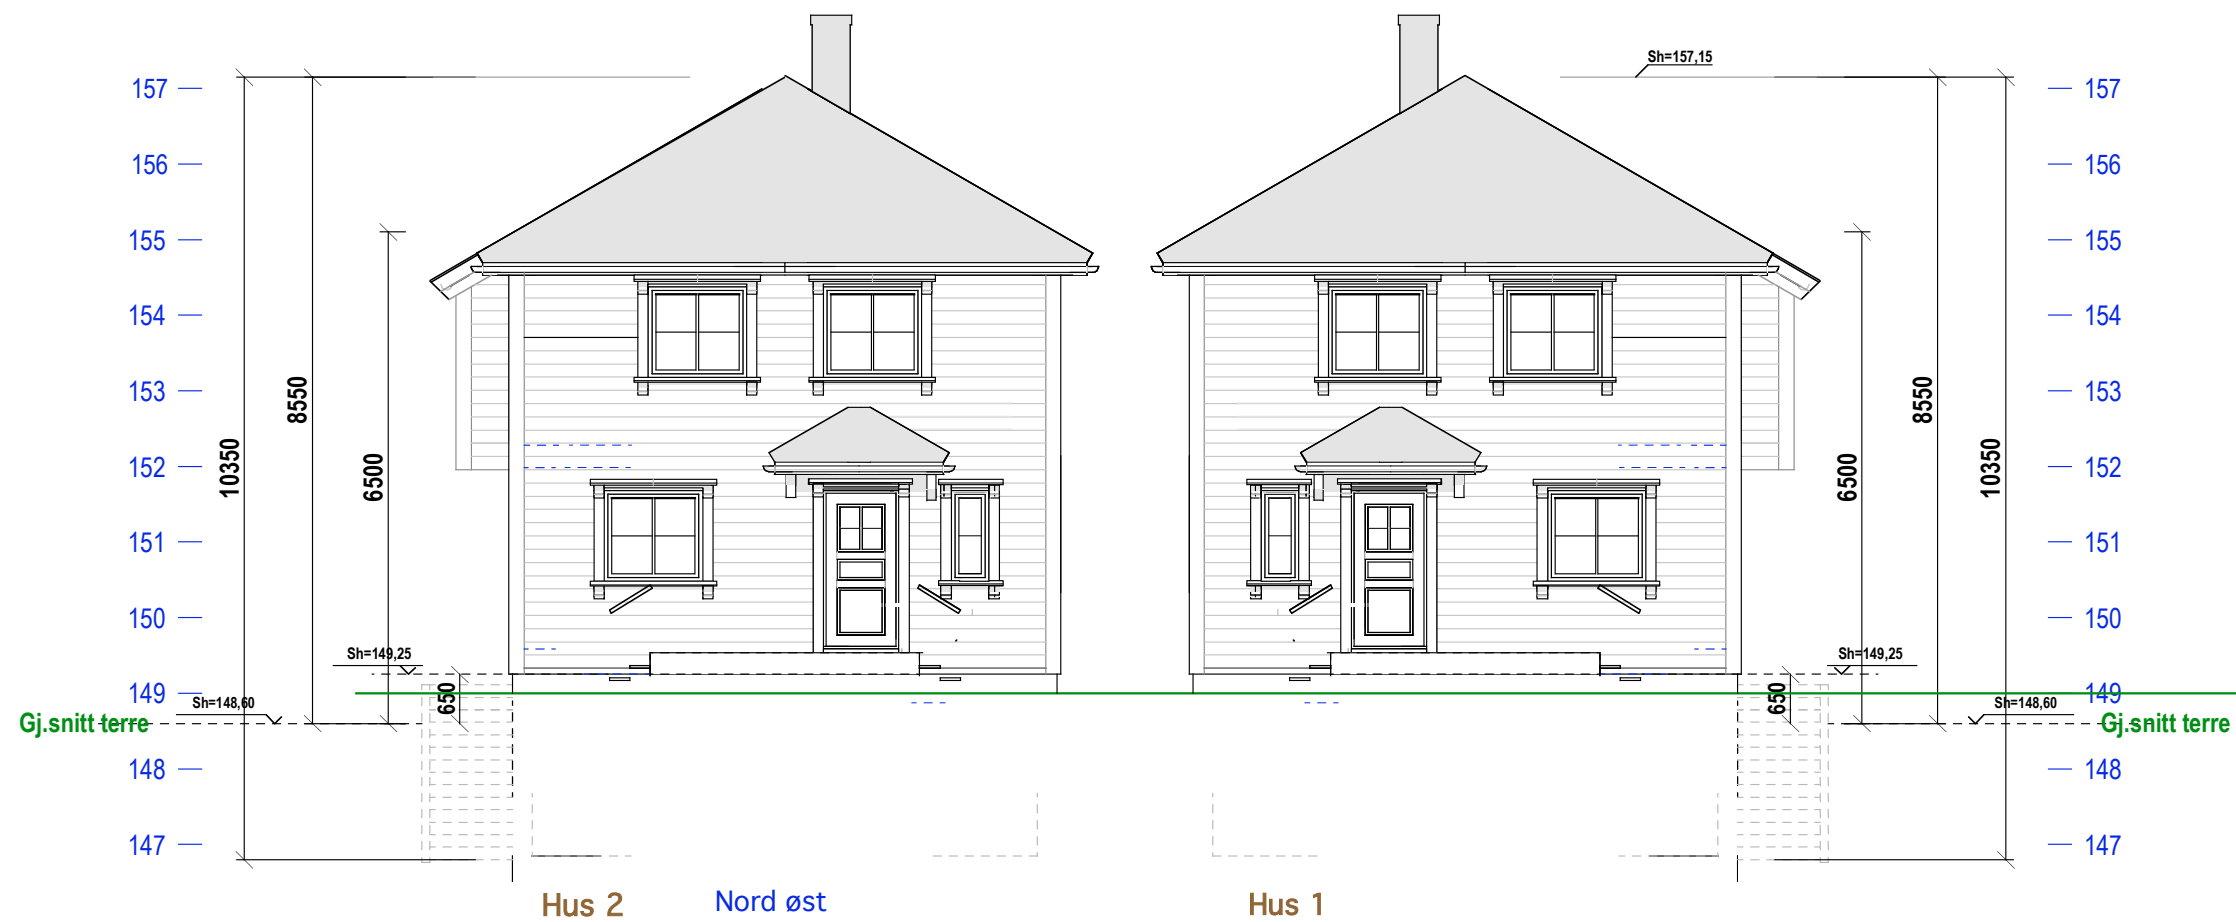 Sh=157,15
157 157
156 156
155 155
154 154
153 153
8550 8550
152 152
10350 6500 6500 10350
151 151
150 150
Sh=149,25 Sh=149,25
149 650 650 149
Sh=148,60 Sh=148,60
Gj.snitt terre Gj.snitt terre
148 148
147 147
Hus 2 Nord øst Hus 1